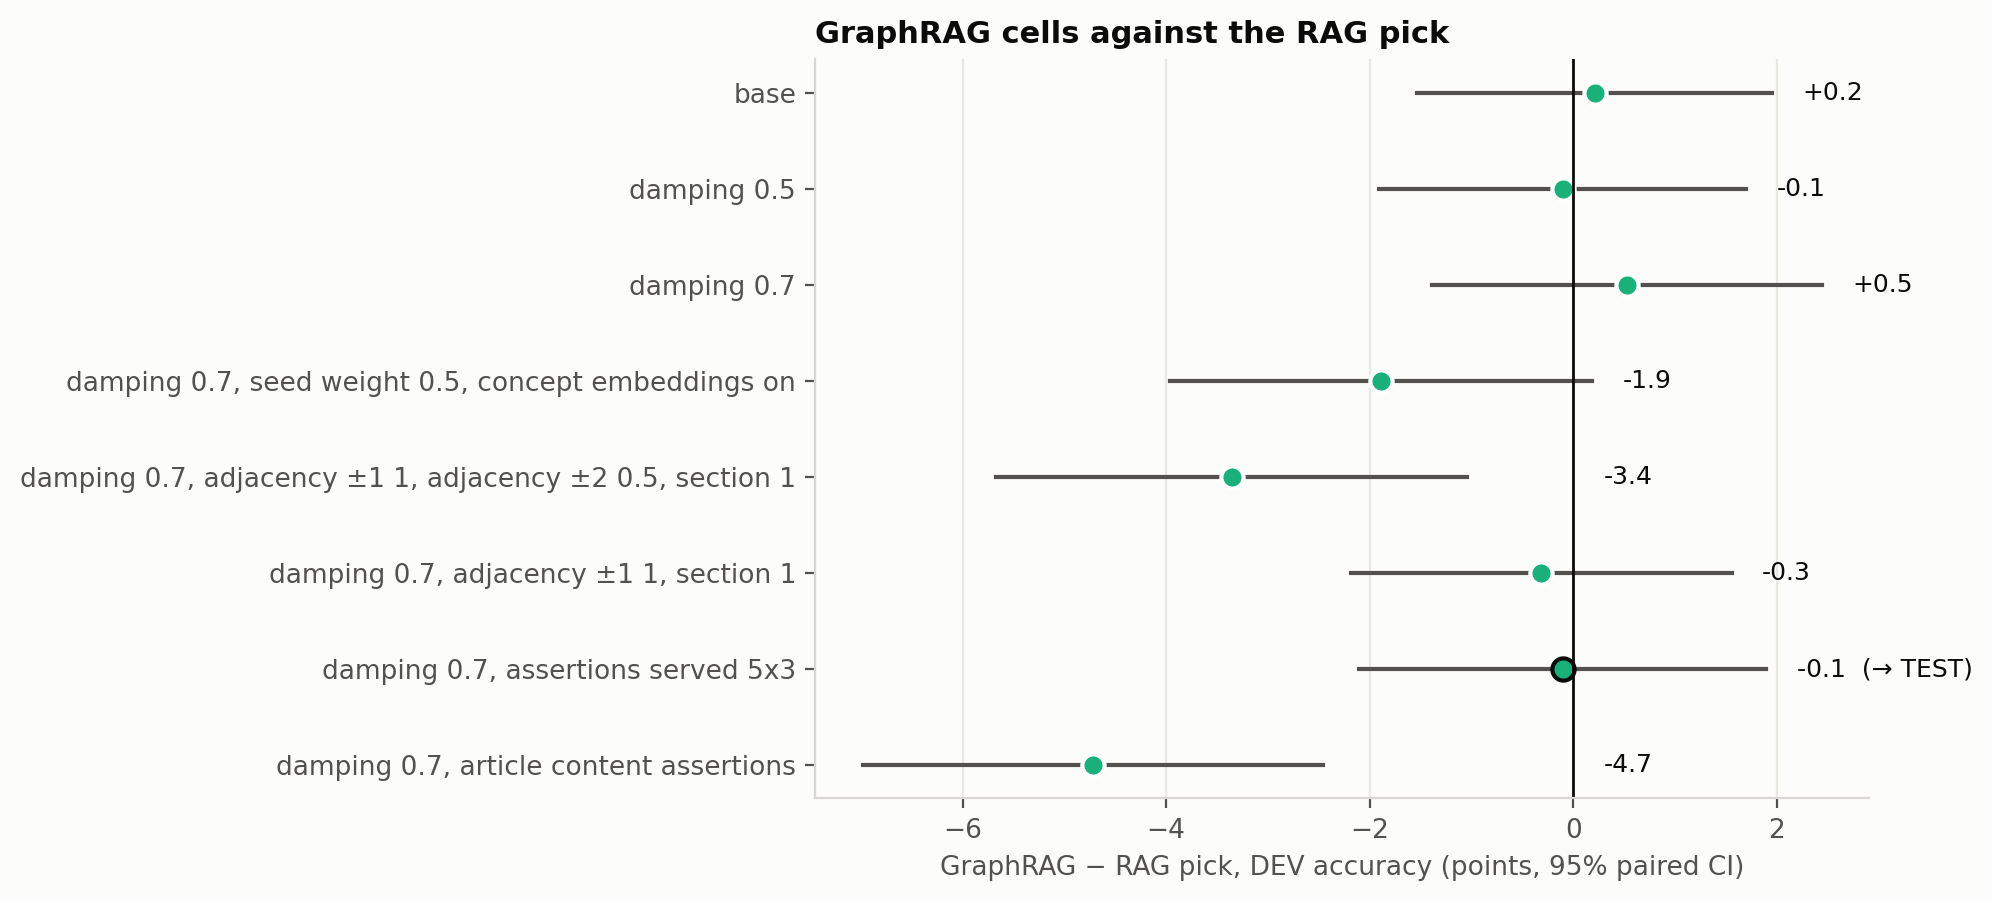 GraphRAG cells against the RAG pick
base
+0.2
damping 0.5
-0.1
damping 0.7
+0.5
damping 0.7, seed weight 0.5, concept embeddings on
-1.9
damping 0.7, adjacency ±1 1, adjacency ±2 0.5, section 1
-3.4
damping 0.7, adjacency ±1 1, section 1
-0.3
damping 0.7, assertions served 5x3
-0.1 (→ TEST)
damping 0.7, article content assertions
-4.7
−6 −4 −2 0 2
GraphRAG − RAG pick, DEV accuracy (points, 95% paired CI)